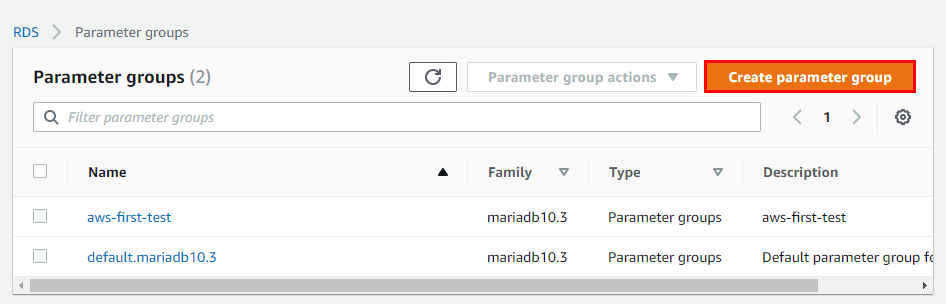 RDS > Parameter groups
Parameter groups (2) Parameter group actions Create parameter group
Filter parameter groups 1
Name Family Type Description
aws-first-test mariadb10.3 Parameter groups aws-first-test
default.mariadb10.3 mariadb10.3 Parameter groups Default parameter group fo